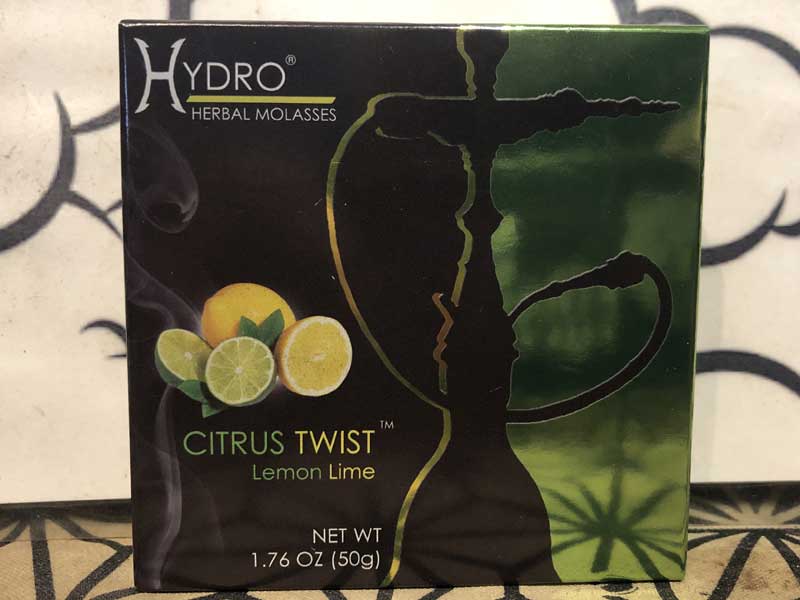 HYDRO®
HERBAL MOLASSES
CITRUS TWIST™
Lemon Lime
NET WT
1.76 OZ (50g)